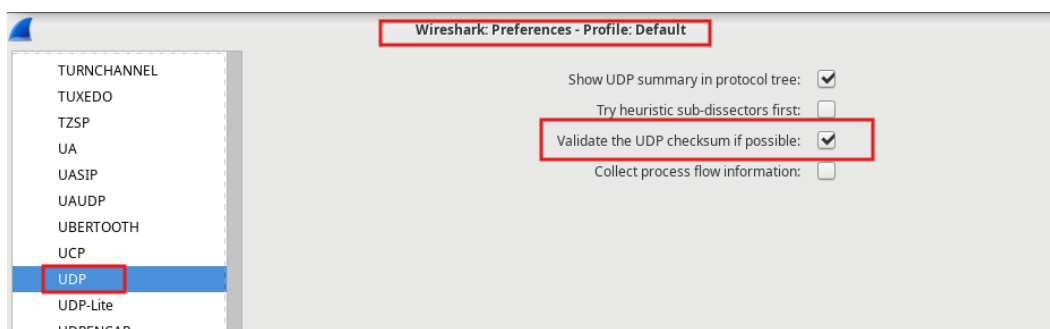 Wireshark: Preferences - Profile: Default
TURNCHANNEL
TUXEDO
TZSP
UA
UASIP
UAUDP
UBERTOOTH
UCP
UDP
UDP-Lite
UDPENCAP
Show UDP summary in protocol tree:
Try heuristic sub-dissectors first:
Validate the UDP checksum if possible:
Collect process flow information: